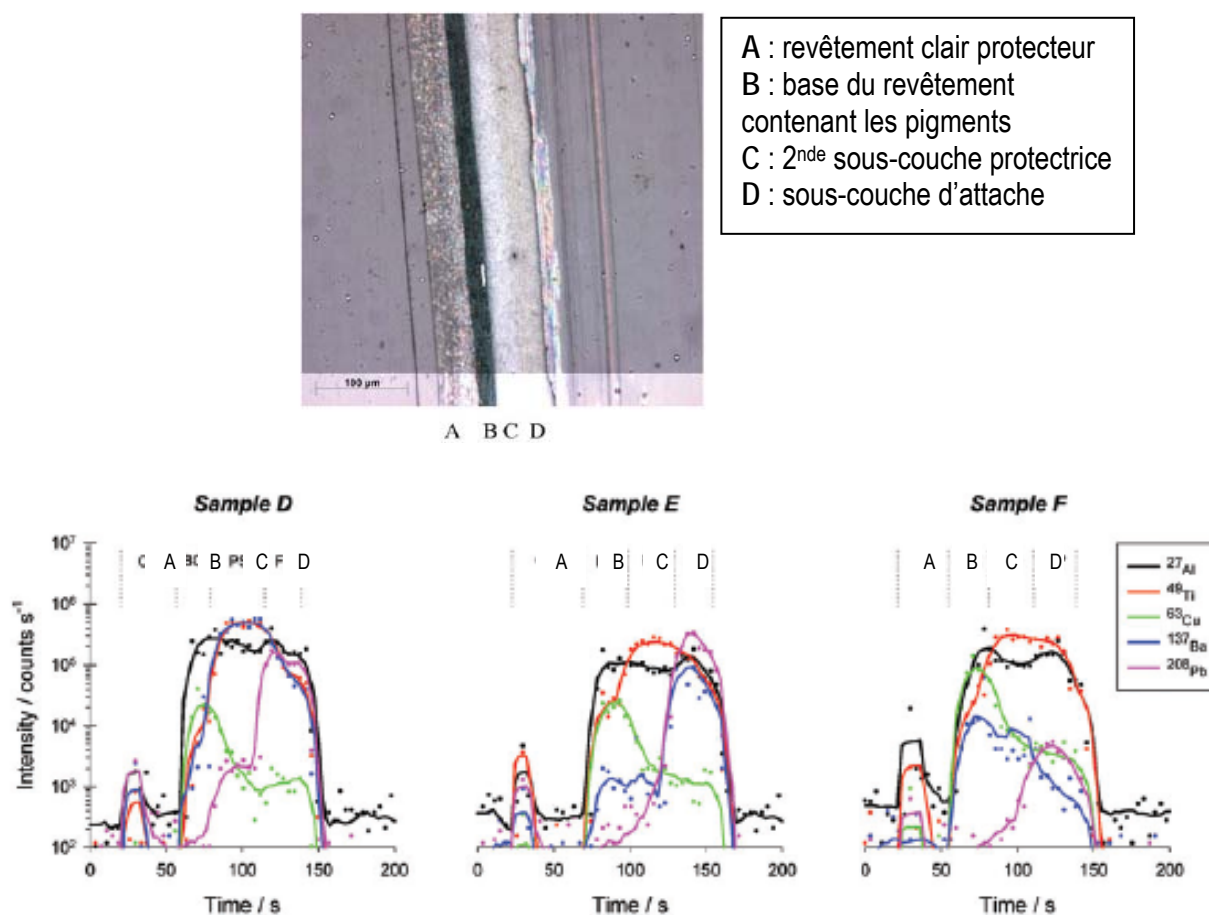 A : revêtement clair protecteur
B : base du revêtement
contenant les pigments
C : 2nde sous-couche protectrice
D : sous-couche d'attache
100 µm
A B C D
Sample D
Sample E
Sample F
10⁷
10⁶
10⁵
10⁴
10³
10²
Intensity / counts s⁻¹
A B C D
A B C D
A B C D
27Al
49Ti
63Cu
137Ba
208Pb
0 50 100 150 200
0 50 100 150 200
0 50 100 150 200
Time / s
Time / s
Time / s